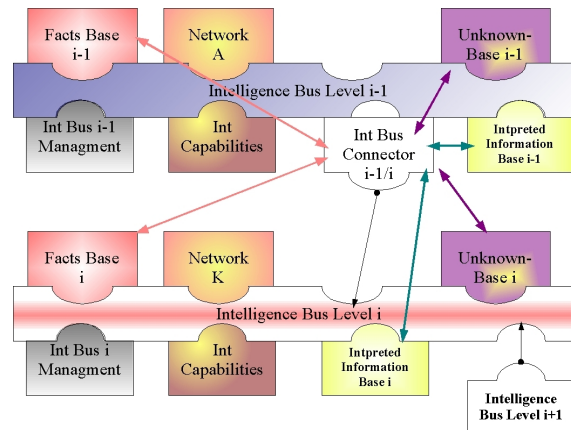 Facts Base
i-1
Network
A
Unknown-
Base i-1
Intelligence Bus Level i-1
Int Bus i-1
Managment
Int
Capabilities
Int Bus
Connector
i-1/i
Intpreted
Information
Base i-1
Facts Base
i
Network
K
Unknown-
Base i
Intelligence Bus Level i
Int Bus i
Managment
Int
Capabilities
Intpreted
Information
Base i
Intelligence
Bus Level i+1